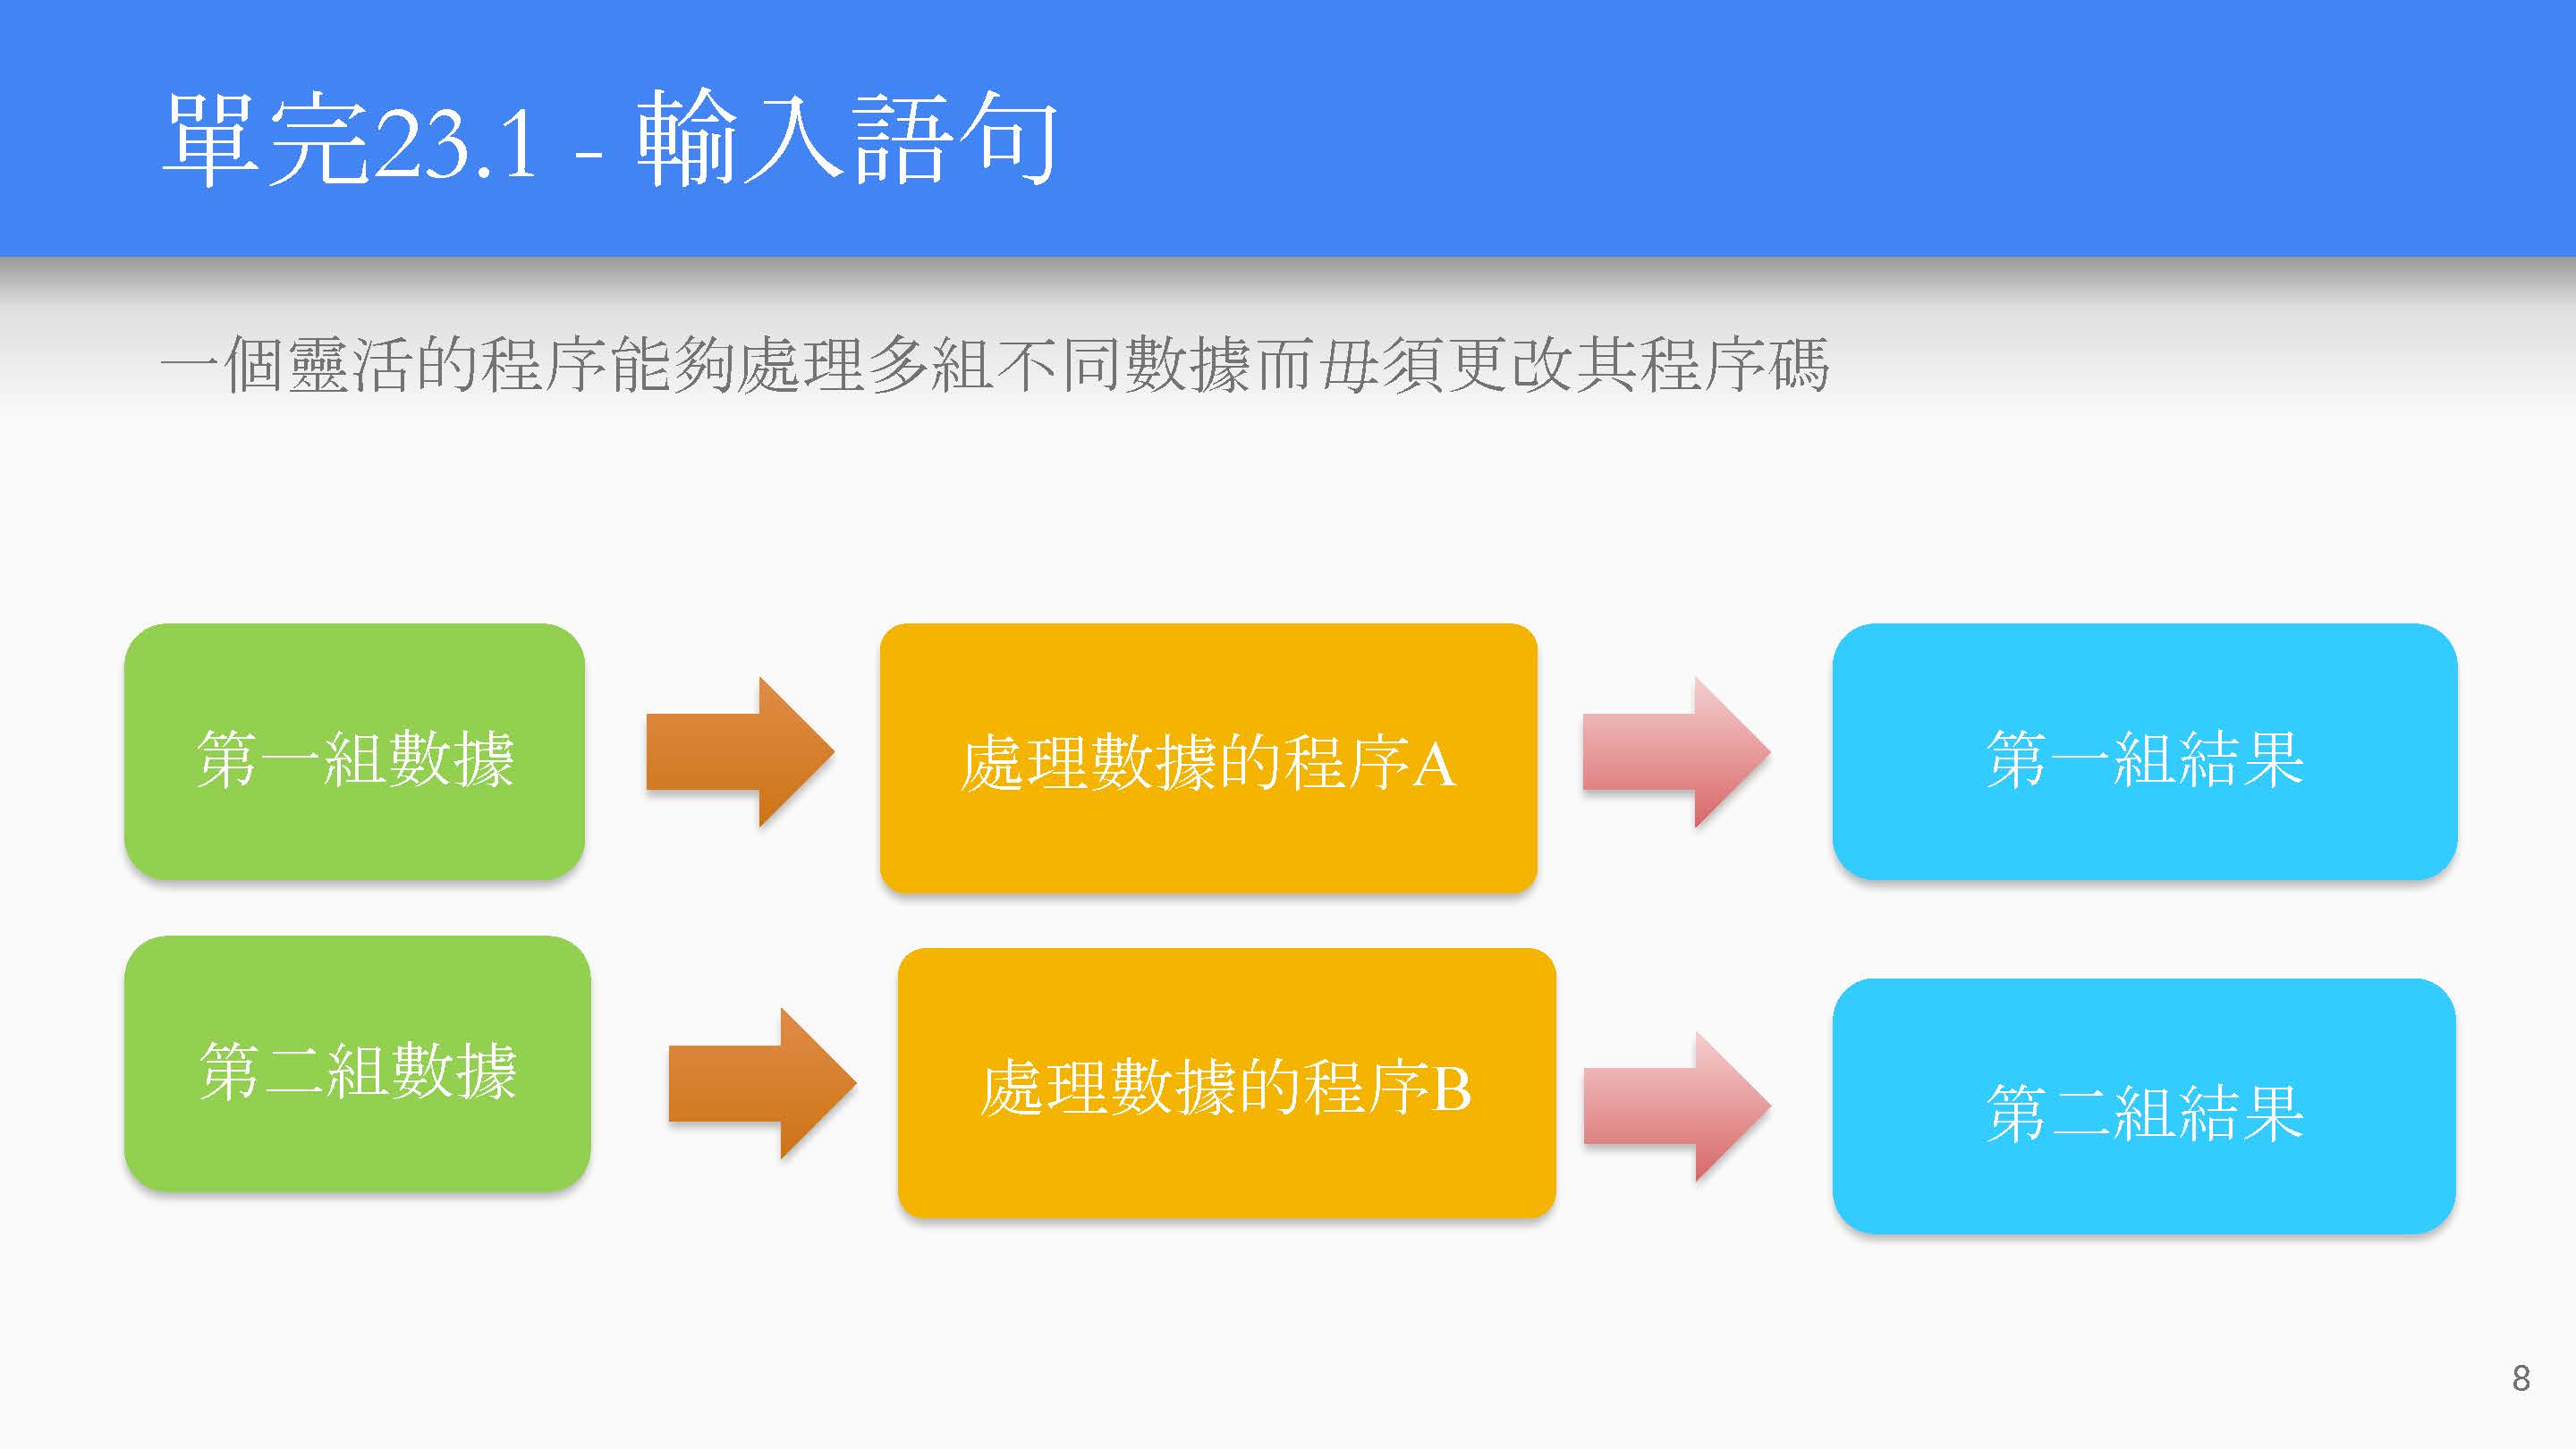 單完23.1 - 輸入語句
一個靈活的程序能夠處理多組不同數據而毋須更改其程序碼
第一組數據
處理數據的程序A
第一組結果
第二組數據
處理數據的程序B
第二組結果
8